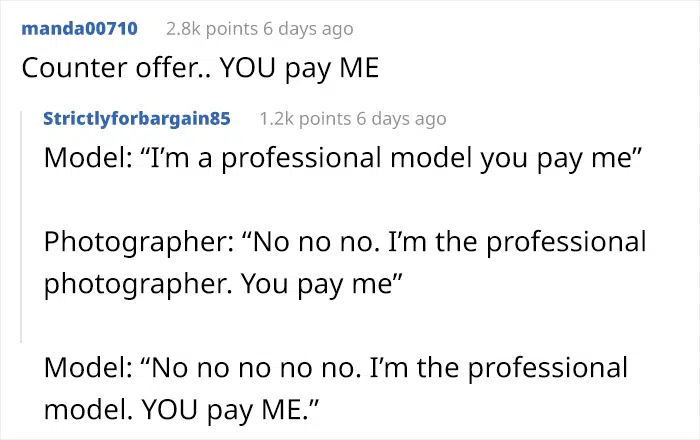 manda00710 2.8k points 6 days ago
Counter offer.. YOU pay ME
Strictlyforbargain85 1.2k points 6 days ago
Model: “I’m a professional model you pay me”
Photographer: “No no no. I’m the professional
photographer. You pay me”
Model: “No no no no no. I’m the professional
model. YOU pay ME.”